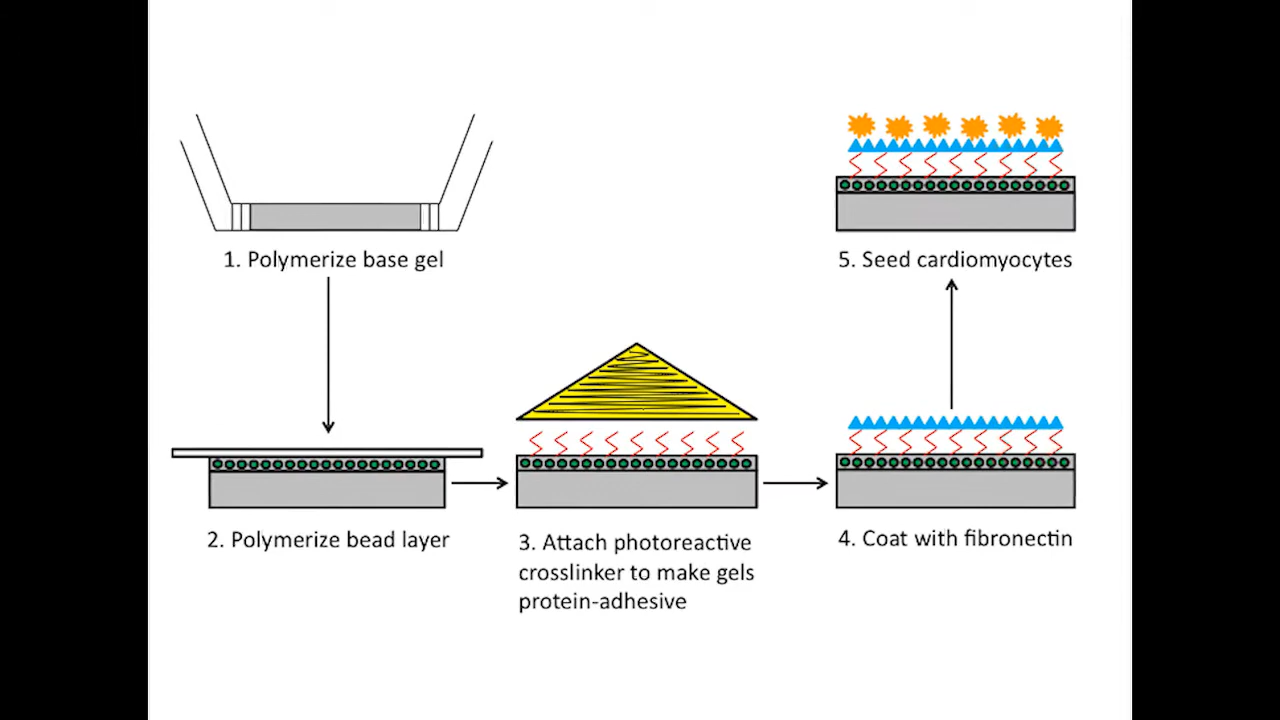 1. Polymerize base gel
2. Polymerize bead layer
3. Attach photoreactive
crosslinker to make gels
protein-adhesive
4. Coat with fibronectin
5. Seed cardiomyocytes